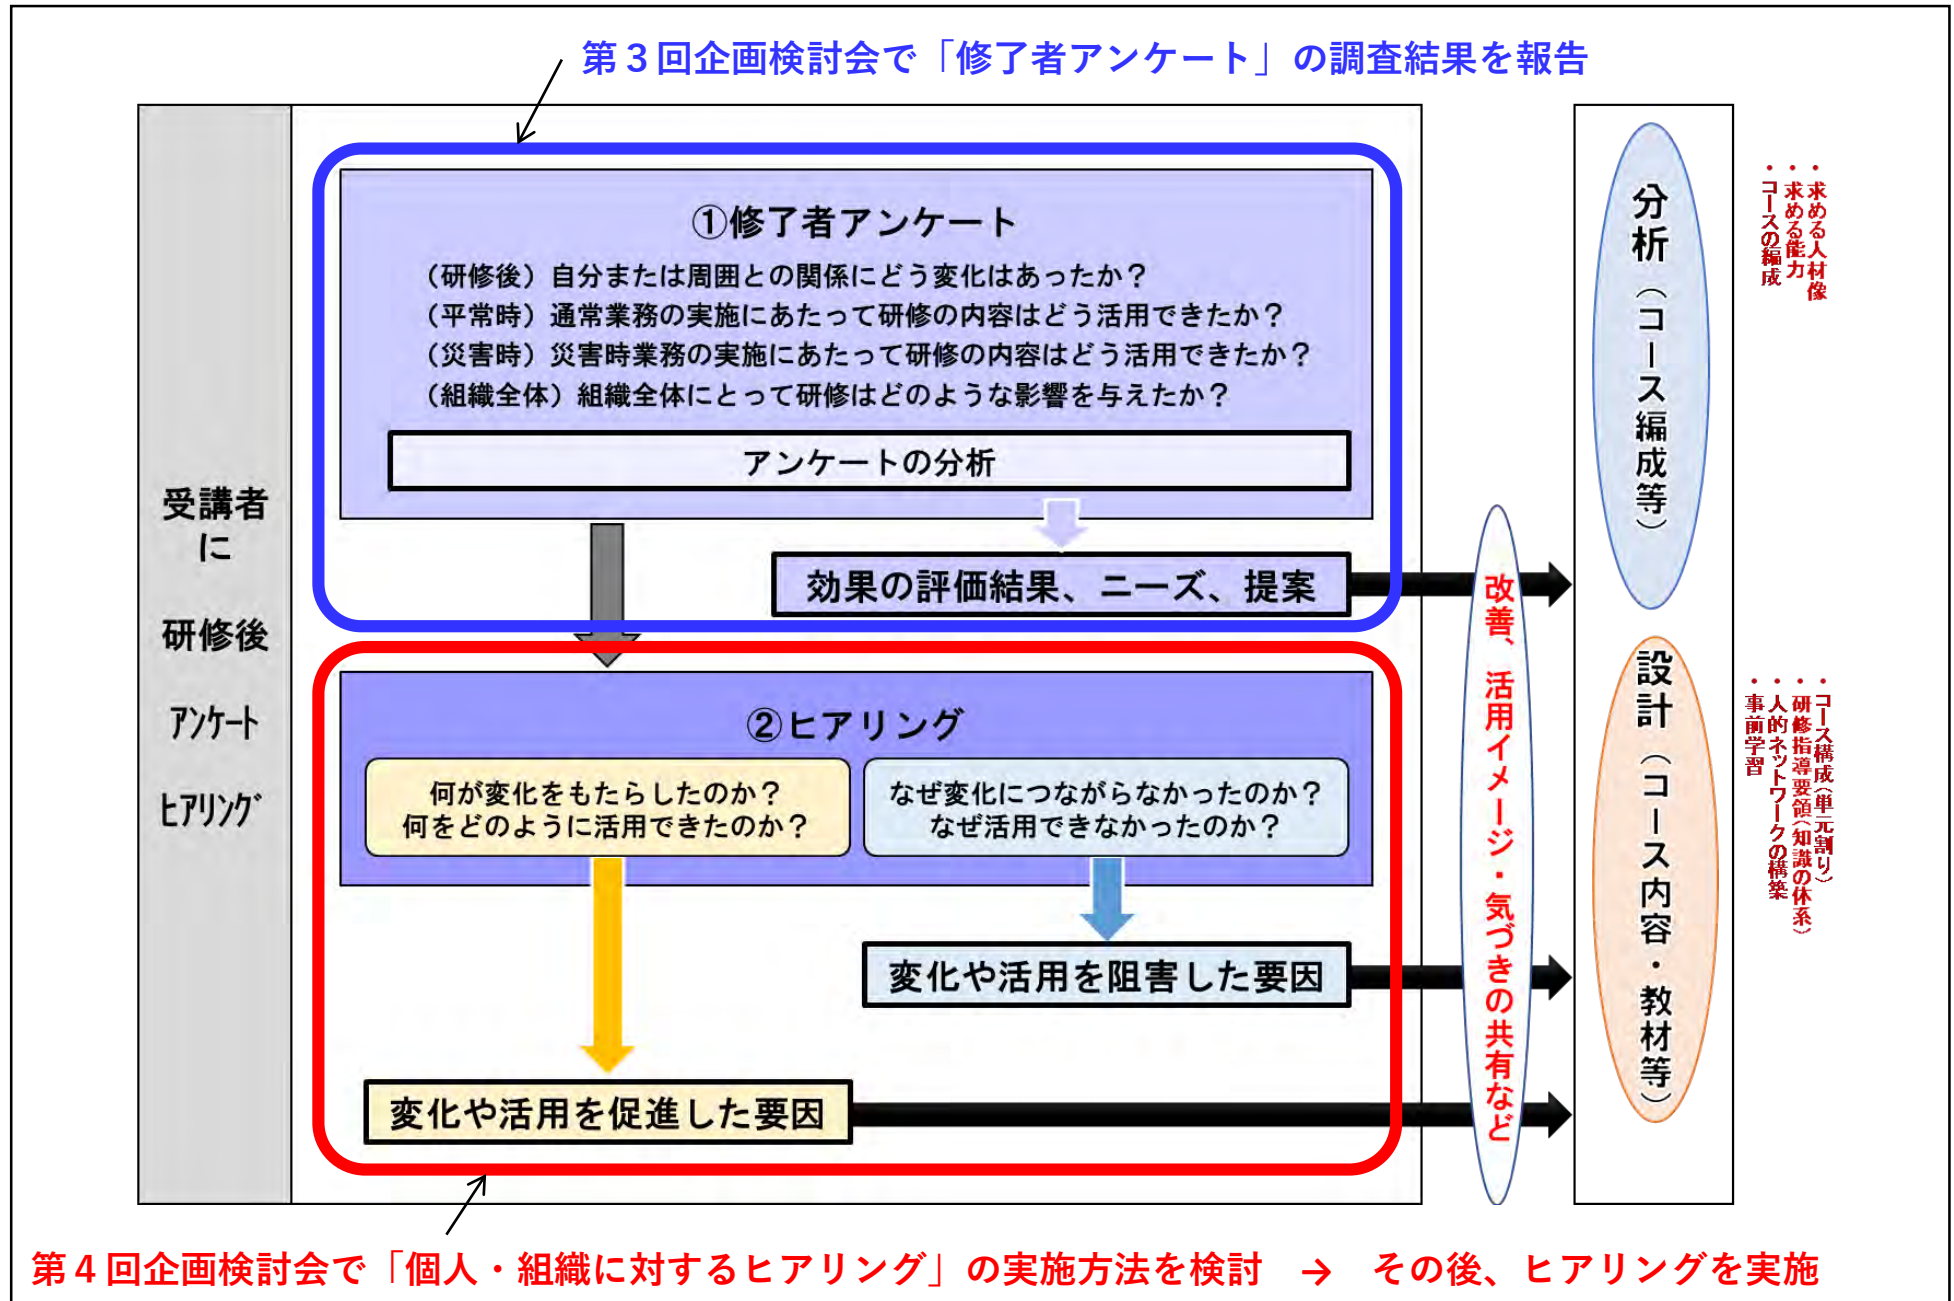 第３回企画検討会で「修了者アンケート」の調査結果を報告
受講者
に
研修後
ｱﾝｹｰﾄ
ﾋｱﾘﾝｸﾞ
①修了者アンケート
（研修後）自分または周囲との関係にどう変化はあったか？
（平常時）通常業務の実施にあたって研修の内容はどう活用できたか？
（災害時）災害時業務の実施にあたって研修の内容はどう活用できたか？
（組織全体）組織全体にとって研修はどのような影響を与えたか？
アンケートの分析
効果の評価結果、ニーズ、提案
②ヒアリング
何が変化をもたらしたのか？
何をどのように活用できたのか？
なぜ変化につながらなかったのか？
なぜ活用できなかったのか？
変化や活用を阻害した要因
変化や活用を促進した要因
改善、活用イメージ・気づきの共有など
分析（コース編成等）
・求める人材像
・求める能力
・コースの編成
設計（コース内容・教材等）
・コース構成（単元割り）
・研修指導要領（知識の体系）
・人的ネットワークの構築
・事前学習
第４回企画検討会で「個人・組織に対するヒアリング」の実施方法を検討　→　その後、ヒアリングを実施